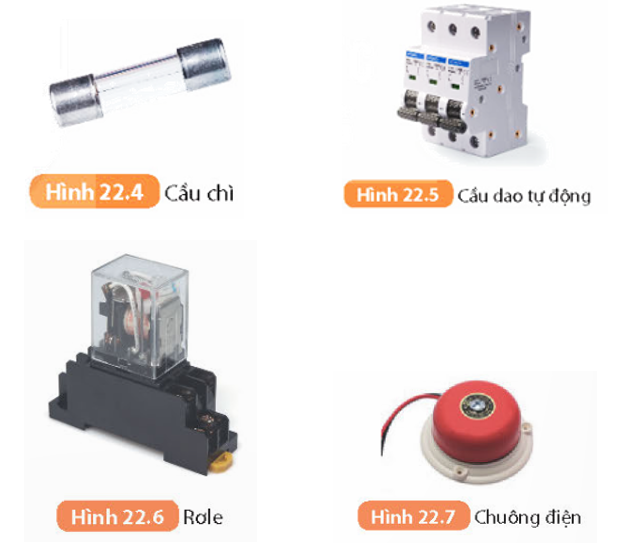 Hình 22.4 Cầu chì
Hình 22.5 Cầu dao tự động
Hình 22.6 Rơle
Hình 22.7 Chuông điện